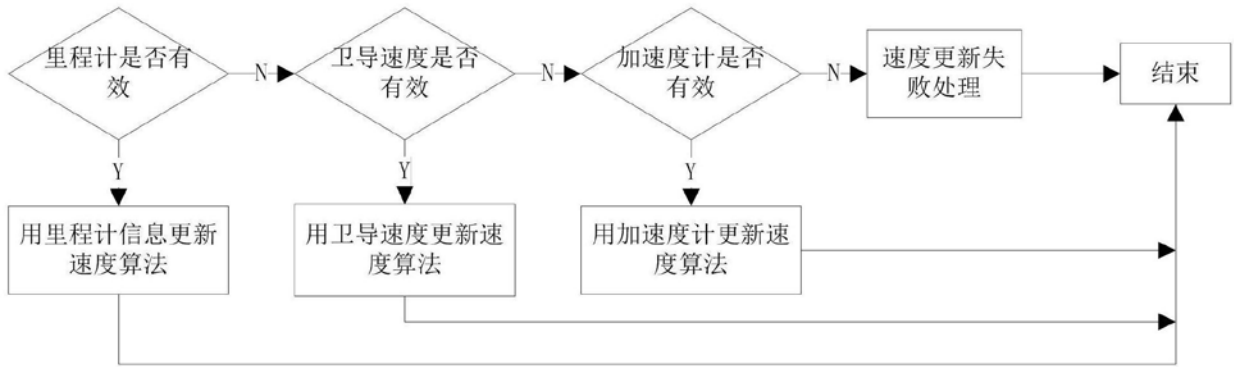 里程计是否有
效
N
卫导速度是否
有效
N
加速度计是否
有效
N
速度更新失
败处理
结束
Y
Y
Y
用里程计信息更新
速度算法
用卫导速度更新速
度算法
用加速度计更新速
度算法